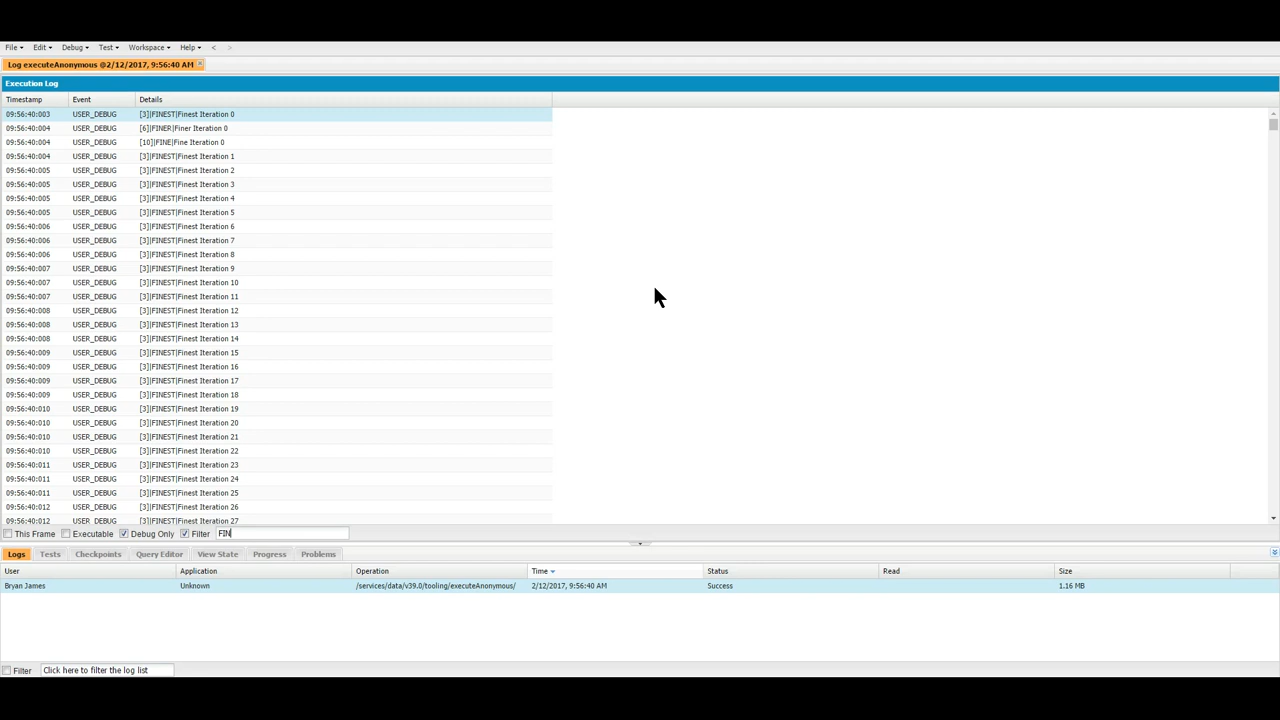 File Edit Debug Test Workspace Help < >
Log executeAnonymous @2/12/2017, 9:56:40 AM
Execution Log
Timestamp Event Details
09:56:40:003 USER_DEBUG [3]|FINEST|Finest Iteration 0
09:56:40:004 USER_DEBUG [6]|FINER|Finer Iteration 0
09:56:40:004 USER_DEBUG [10]|FINE|Fine Iteration 0
09:56:40:004 USER_DEBUG [3]|FINEST|Finest Iteration 1
09:56:40:005 USER_DEBUG [3]|FINEST|Finest Iteration 2
09:56:40:005 USER_DEBUG [3]|FINEST|Finest Iteration 3
09:56:40:005 USER_DEBUG [3]|FINEST|Finest Iteration 4
09:56:40:005 USER_DEBUG [3]|FINEST|Finest Iteration 5
09:56:40:006 USER_DEBUG [3]|FINEST|Finest Iteration 6
09:56:40:006 USER_DEBUG [3]|FINEST|Finest Iteration 7
09:56:40:006 USER_DEBUG [3]|FINEST|Finest Iteration 8
09:56:40:007 USER_DEBUG [3]|FINEST|Finest Iteration 9
09:56:40:007 USER_DEBUG [3]|FINEST|Finest Iteration 10
09:56:40:007 USER_DEBUG [3]|FINEST|Finest Iteration 11
09:56:40:008 USER_DEBUG [3]|FINEST|Finest Iteration 12
09:56:40:008 USER_DEBUG [3]|FINEST|Finest Iteration 13
09:56:40:008 USER_DEBUG [3]|FINEST|Finest Iteration 14
09:56:40:009 USER_DEBUG [3]|FINEST|Finest Iteration 15
09:56:40:009 USER_DEBUG [3]|FINEST|Finest Iteration 16
09:56:40:009 USER_DEBUG [3]|FINEST|Finest Iteration 17
09:56:40:009 USER_DEBUG [3]|FINEST|Finest Iteration 18
09:56:40:010 USER_DEBUG [3]|FINEST|Finest Iteration 19
09:56:40:010 USER_DEBUG [3]|FINEST|Finest Iteration 20
09:56:40:010 USER_DEBUG [3]|FINEST|Finest Iteration 21
09:56:40:010 USER_DEBUG [3]|FINEST|Finest Iteration 22
09:56:40:011 USER_DEBUG [3]|FINEST|Finest Iteration 23
09:56:40:011 USER_DEBUG [3]|FINEST|Finest Iteration 24
09:56:40:011 USER_DEBUG [3]|FINEST|Finest Iteration 25
09:56:40:012 USER_DEBUG [3]|FINEST|Finest Iteration 26
09:56:40:012 USER_DEBUG [3]|FINEST|Finest Iteration 27
This Frame Executable Debug Only Filter FIN
Logs Tests Checkpoints Query Editor View State Progress Problems
User Application Operation Time Status Read Size
Bryan James Unknown /services/data/v39.0/tooling/executeAnonymous/ 2/12/2017, 9:56:40 AM Success 1.16 MB
Filter Click here to filter the log list